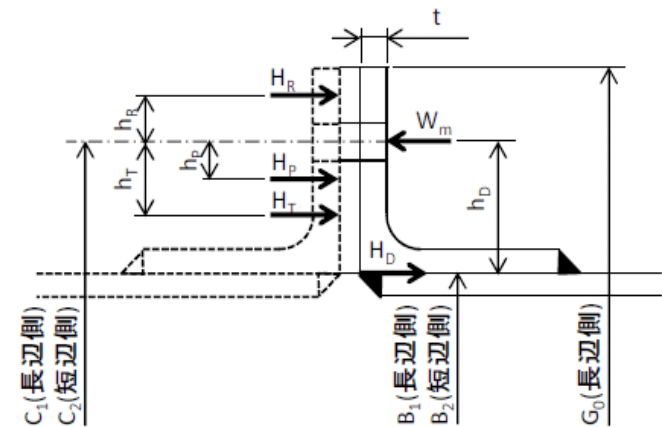 t
H_R
h_R
W_m
h_P
h_T
H_P
h_D
H_T
H_D
C₁(長辺側)
C₂(短辺側)
B₁(長辺側)
B₂(短辺側)
G₀(長辺側)